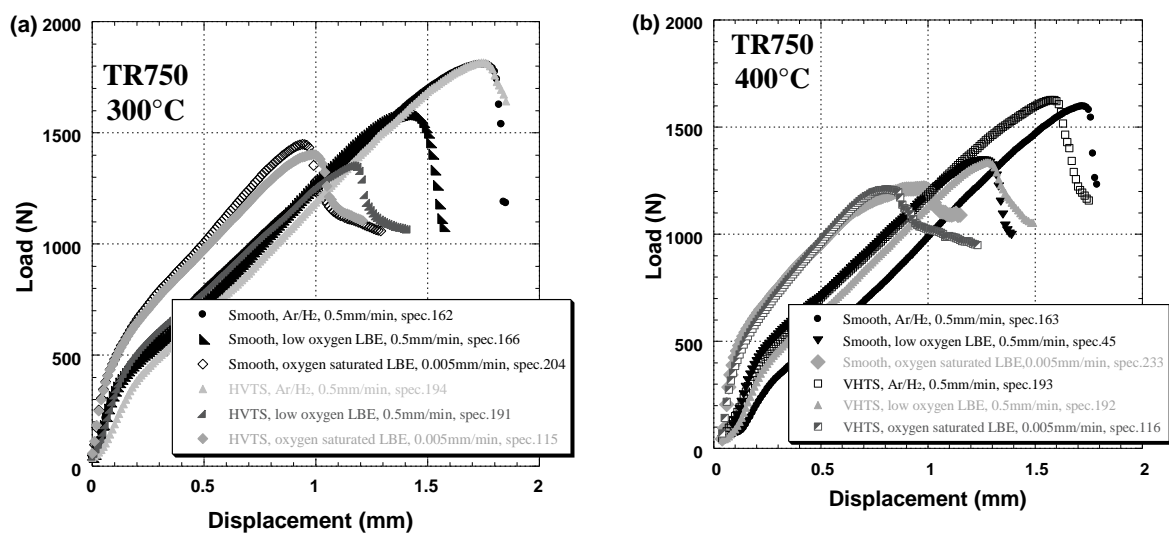 (a)
2000
1500
1000
500
0
Load (N)
TR750
300°C
Smooth, Ar/H2, 0.5mm/min, spec.162
Smooth, low oxygen LBE, 0.5mm/min, spec.166
Smooth, oxygen saturated LBE, 0.005mm/min, spec.204
HVTS, Ar/H2, 0.5mm/min, spec.194
HVTS, low oxygen LBE, 0.5mm/min, spec.191
HVTS, oxygen saturated LBE, 0.005mm/min, spec.115
0 0.5 1 1.5 2
Displacement (mm)
(b)
2000
1500
1000
500
0
Load (N)
TR750
400°C
Smooth, Ar/H2, 0.5mm/min, spec.163
Smooth, low oxygen LBE, 0.5mm/min, spec.45
Smooth, oxygen saturated LBE,0.005mm/min, spec.233
VHTS, Ar/H2, 0.5mm/min, spec.193
VHTS, low oxygen LBE, 0.5mm/min, spec.192
VHTS, oxygen saturated LBE, 0.005mm/min, spec.116
0 0.5 1 1.5 2
Displacement (mm)